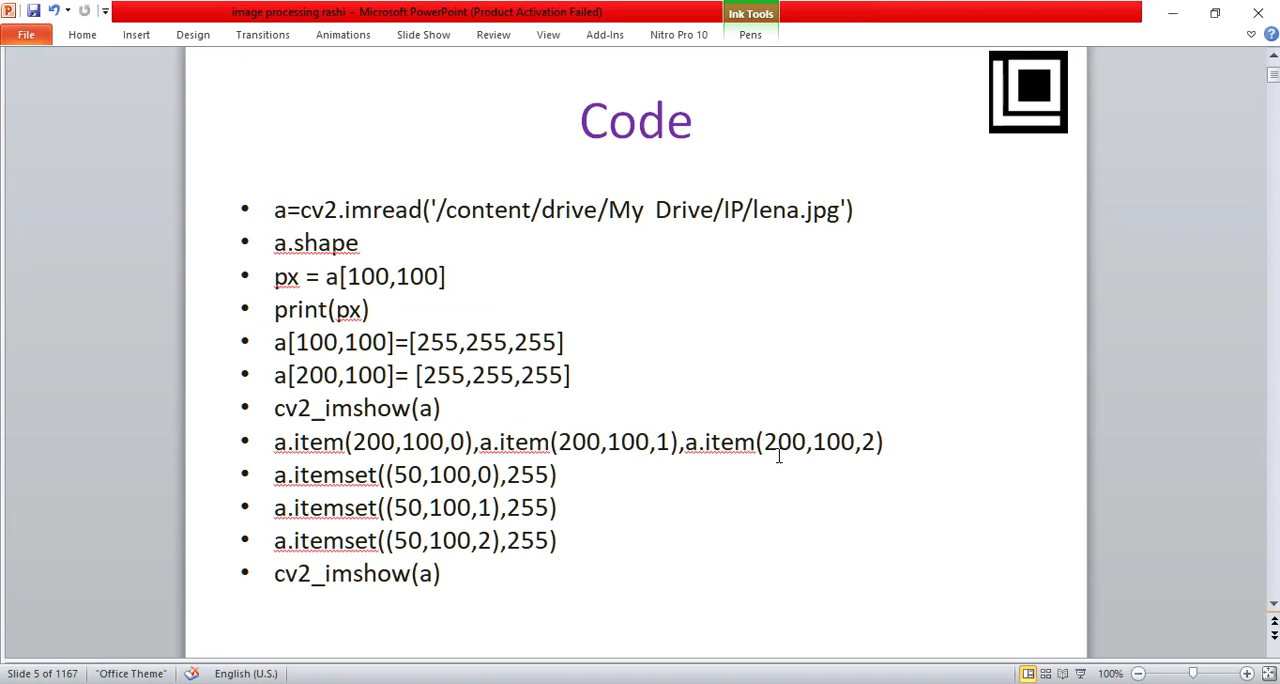 image processing rashi - Microsoft PowerPoint (Product Activation Failed)
Ink Tools
File Home Insert Design Transitions Animations Slide Show Review View Add-Ins Nitro Pro 10 Pens
Code
• a=cv2.imread('/content/drive/My Drive/IP/lena.jpg')
• a.shape
• px = a[100,100]
• print(px)
• a[100,100]=[255,255,255]
• a[200,100]= [255,255,255]
• cv2_imshow(a)
• a.item(200,100,0),a.item(200,100,1),a.item(200,100,2)
• a.itemset((50,100,0),255)
• a.itemset((50,100,1),255)
• a.itemset((50,100,2),255)
• cv2_imshow(a)
Slide 5 of 1167 "Office Theme" English (U.S.) 100%